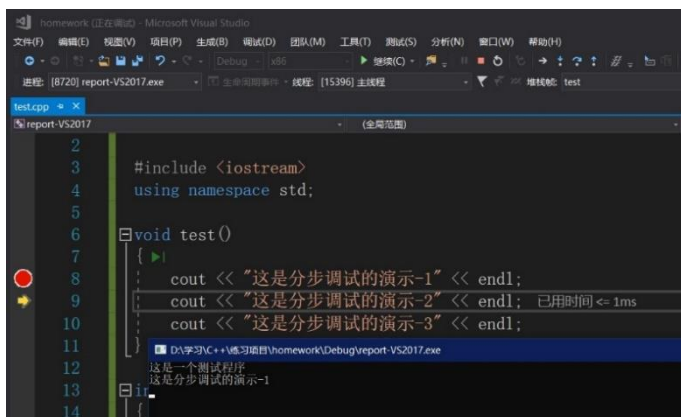 homework (正在调试) - Microsoft Visual Studio
文件(F) 编辑(E) 视图(V) 项目(P) 生成(B) 调试(D) 团队(M) 工具(T) 测试(S) 分析(N) 窗口(W) 帮助(H)
Debug x86 继续(C)
进程: [8720] report-VS2017.exe 生命周期事件 线程: [15396] 主线程 堆栈帧: test
test.cpp
report-VS2017 (全局范围)
2
3 #include <iostream>
4 using namespace std;
5
6 void test()
7 {
8 cout << "这是分步调试的演示-1" << endl;
9 cout << "这是分步调试的演示-2" << endl; 已用时间 <= 1ms
10 cout << "这是分步调试的演示-3" << endl;
11 }
D:\学习\C++\练习项目\homework\Debug\report-VS2017.exe
12 这是一个测试程序
这是分步调试的演示-1
13 in
14 {